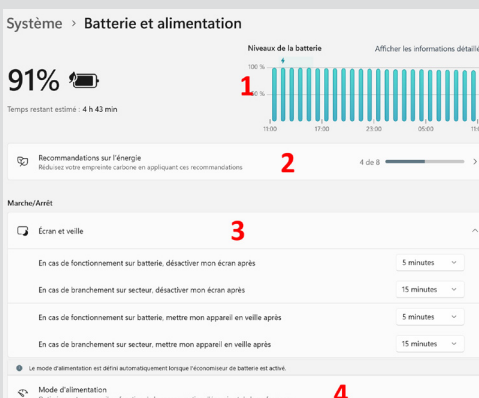 Système > Batterie et alimentation
Niveaux de la batterie
Afficher les informations détaillé
91%
100 %
1
50 %
Temps restant estimé : 4 h 43 min
11:00 17:00 23:00 05:00 11:0
Recommandations sur l'énergie
Réduisez votre empreinte carbone en appliquant ces recommandations
2
4 de 8
Marche/Arrêt
Écran et veille
3
En cas de fonctionnement sur batterie, désactiver mon écran après
5 minutes
En cas de branchement sur secteur, désactiver mon écran après
15 minutes
En cas de fonctionnement sur batterie, mettre mon appareil en veille après
5 minutes
En cas de branchement sur secteur, mettre mon appareil en veille après
15 minutes
Le mode d'alimentation est défini automatiquement lorsque l'économiseur de batterie est activé.
Mode d'alimentation
4